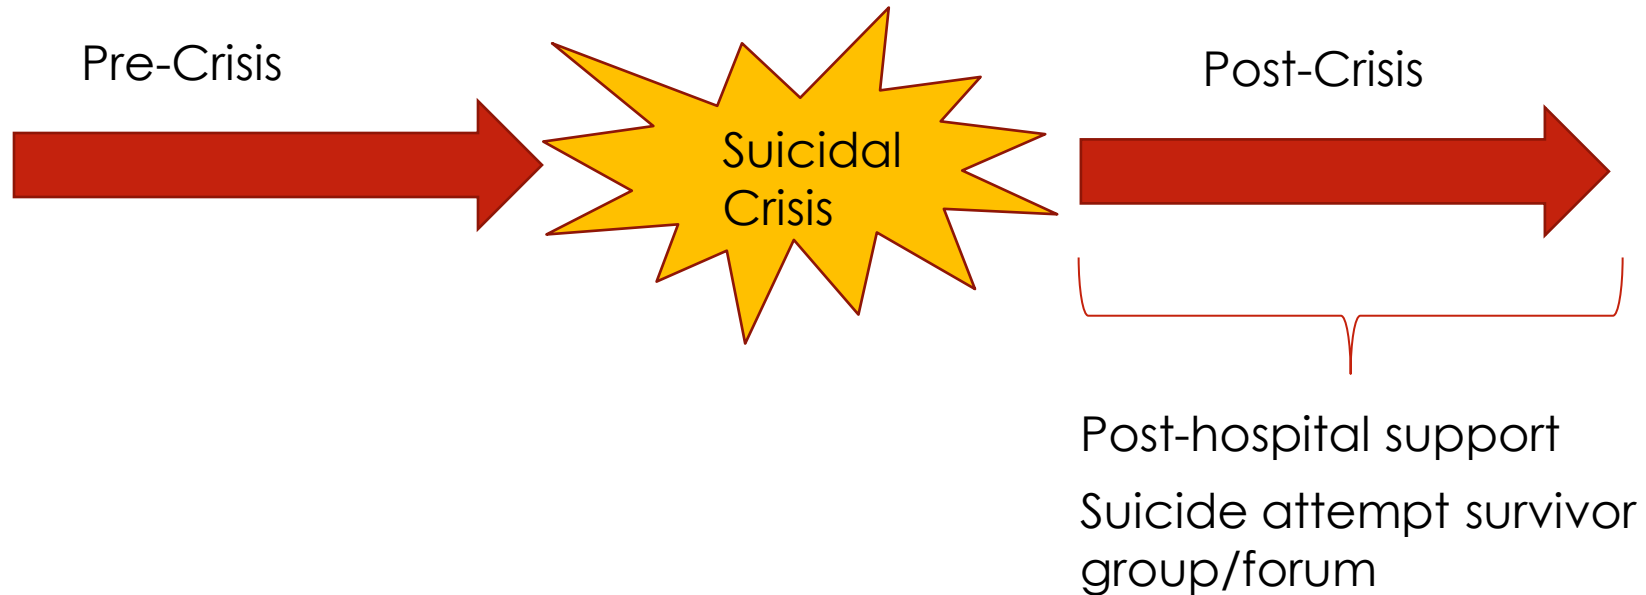 Pre-Crisis
Suicidal
Crisis
Post-Crisis
Post-hospital support
Suicide attempt survivor
group/forum